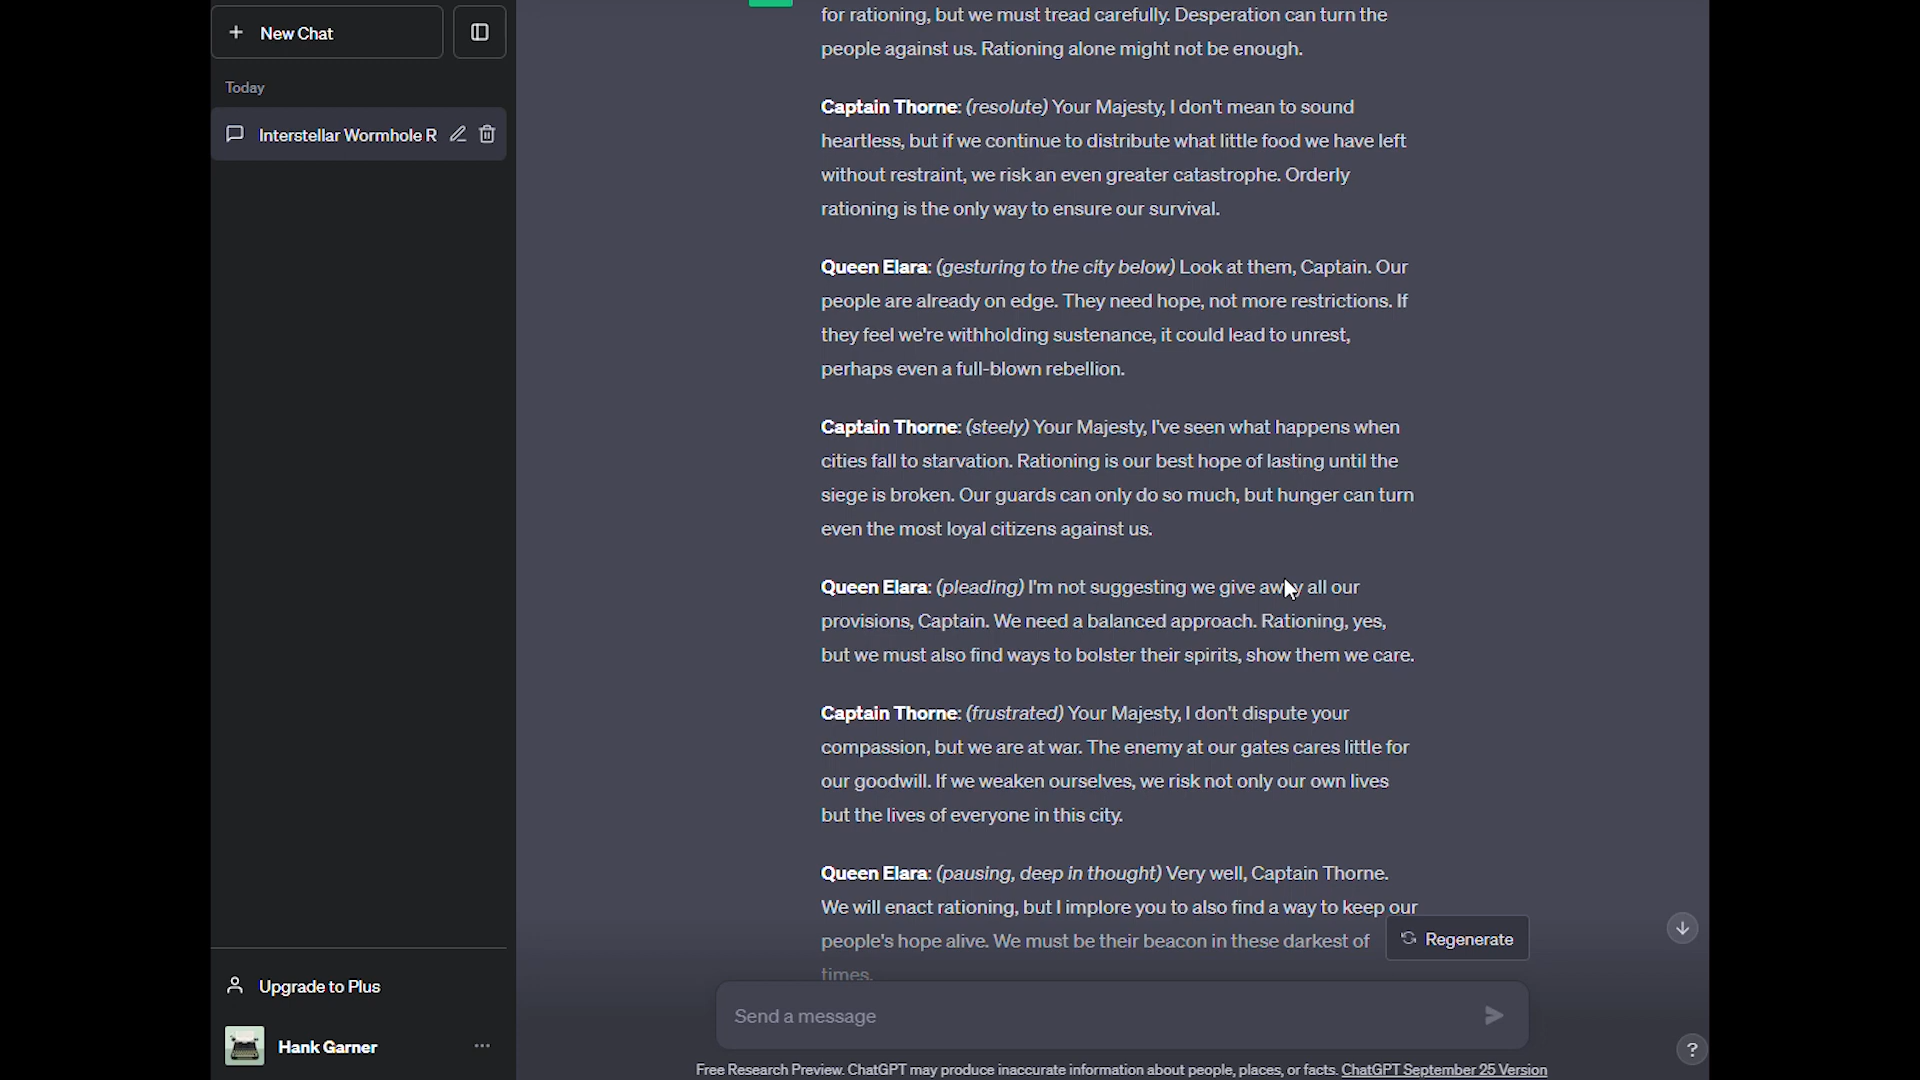 New Chat
Today
Interstellar Wormhole R
for rationing, but we must tread carefully. Desperation can turn the
people against us. Rationing alone might not be enough.
Captain Thorne: (resolute) Your Majesty, I don't mean to sound
heartless, but if we continue to distribute what little food we have left
without restraint, we risk an even greater catastrophe. Orderly
rationing is the only way to ensure our survival.
Queen Elara: (gesturing to the city below) Look at them, Captain. Our
people are already on edge. They need hope, not more restrictions. If
they feel we're withholding sustenance, it could lead to unrest,
perhaps even a full-blown rebellion.
Captain Thorne: (steely) Your Majesty, I've seen what happens when
cities fall to starvation. Rationing is our best hope of lasting until the
siege is broken. Our guards can only do so much, but hunger can turn
even the most loyal citizens against us.
Queen Elara: (pleading) I'm not suggesting we give away all our
provisions, Captain. We need a balanced approach. Rationing, yes,
but we must also find ways to bolster their spirits, show them we care.
Captain Thorne: (frustrated) Your Majesty, I don't dispute your
compassion, but we are at war. The enemy at our gates cares little for
our goodwill. If we weaken ourselves, we risk not only our own lives
but the lives of everyone in this city.
Queen Elara: (pausing, deep in thought) Very well, Captain Thorne.
We will enact rationing, but I implore you to also find a way to keep our
people's hope alive. We must be their beacon in these darkest of
times.
Regenerate
Upgrade to Plus
Hank Garner
Send a message
Free Research Preview. ChatGPT may produce inaccurate information about people, places, or facts. ChatGPT September 25 Version
?